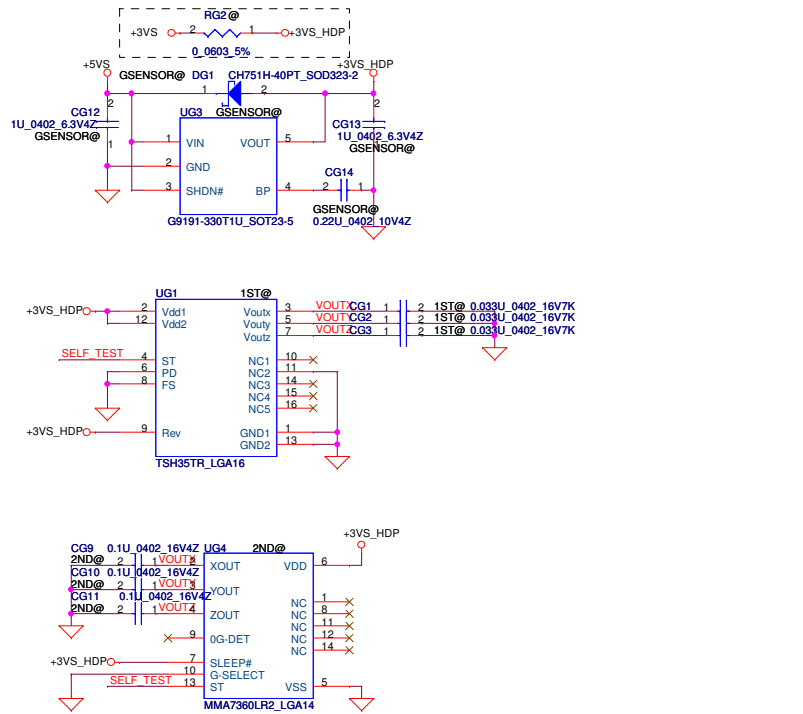 RG2 @
+3VS 2 1 +3VS_HDP
0_0603_5%
+5VS
+3VS_HDP
GSENSOR@ DG1 CH751H-40PT_SOD323-2
1 2
2 UG3 GSENSOR@ 2
CG12 CG13
1U_0402_6.3V4Z 1U_0402_6.3V4Z
GSENSOR@ GSENSOR@
1 1
1 VIN VOUT 5
2 GND
CG14
3 SHDN# BP 4 2 1
GSENSOR@
G9191-330T1U_SOT23-5 0.22U_0402_10V4Z
UG1 1ST@
+3VS_HDP 2 Vdd1 Voutx 3 VOUTX CG1 1 2 1ST@ 0.033U_0402_16V7K
12 Vdd2 Vouty 5 VOUTY CG2 1 2 1ST@ 0.033U_0402_16V7K
Voutz 7 VOUTZ CG3 1 2 1ST@ 0.033U_0402_16V7K
SELF_TEST 4 ST NC1 10
6 PD NC2 11
8 FS NC3 14
NC4 15
NC5 16
+3VS_HDP 9 Rev GND1 1
GND2 13
TSH35TR_LGA16
+3VS_HDP
CG9 0.1U_0402_16V4Z UG4 2ND@
2ND@ 2 1 VOUTX 2 XOUT VDD 6
CG10 0.1U_0402_16V4Z
2ND@ 2 1 VOUTY 3 YOUT
CG11 0.1U_0402_16V4Z NC 1
2ND@ 2 1 VOUTZ 4 ZOUT NC 8
NC 11
9 0G-DET NC 12
NC 14
+3VS_HDP 7 SLEEP#
10 G-SELECT
SELF_TEST 13 ST VSS 5
MMA7360LR2_LGA14